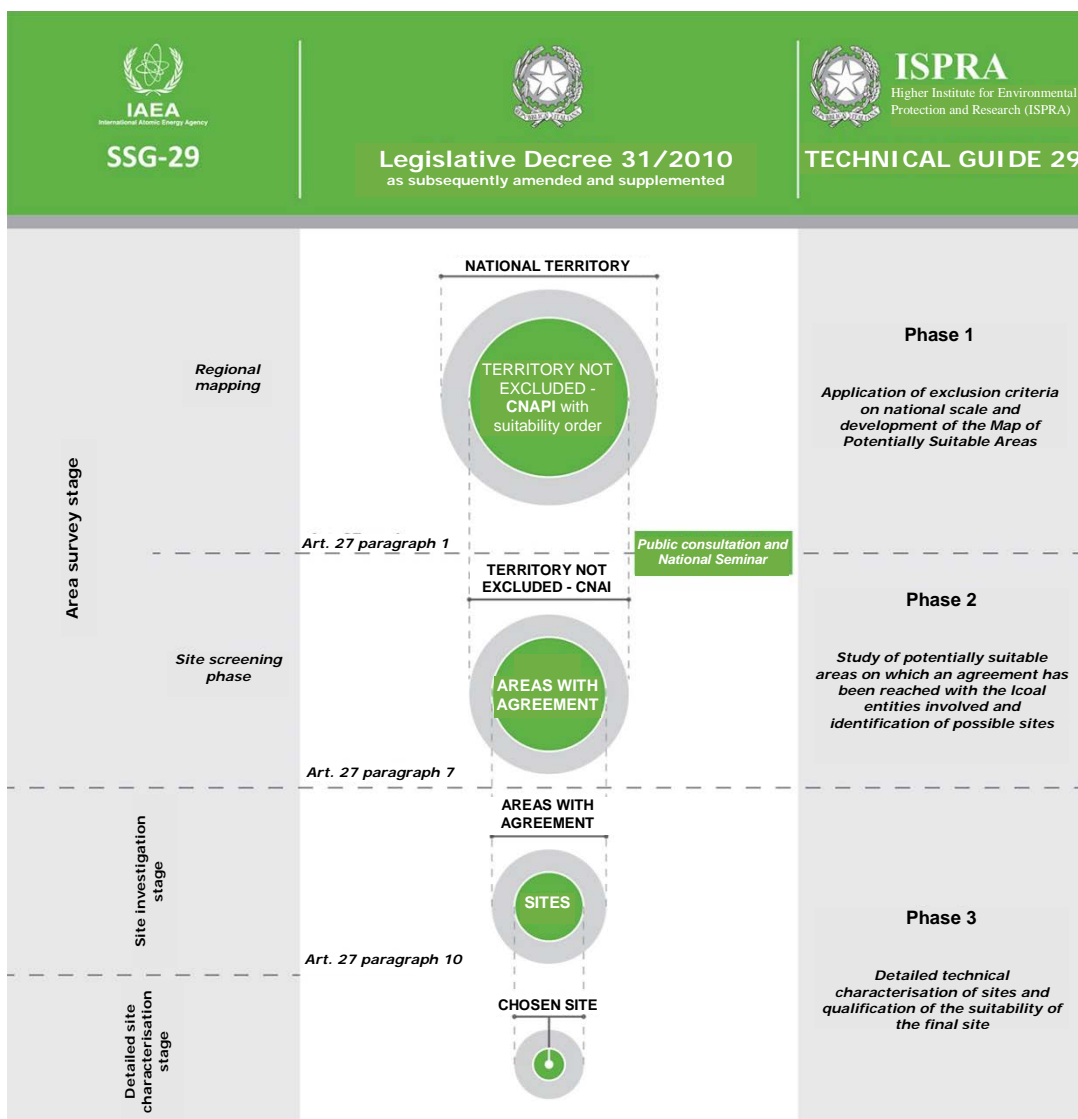 IAEA
International Atomic Energy Agency
SSG-29
Legislative Decree 31/2010
as subsequently amended and supplemented
ISPRA
Higher Institute for Environmental
Protection and Research (ISPRA)
TECHNICAL GUIDE 29
Area survey stage
Regional
mapping
NATIONAL TERRITORY
TERRITORY NOT
EXCLUDED -
CNAPI with
suitability order
Phase 1
Application of exclusion criteria
on national scale and
development of the Map of
Potentially Suitable Areas
Art. 27 paragraph 1
Public consultation and
National Seminar
Site screening
phase
TERRITORY NOT
EXCLUDED - CNAI
AREAS WITH
AGREEMENT
Phase 2
Study of potentially suitable
areas on which an agreement has
been reached with the lcoal
entities involved and
identification of possible sites
Art. 27 paragraph 7
Site investigation
stage
AREAS WITH
AGREEMENT
SITES
Art. 27 paragraph 10
Phase 3
Detailed technical
characterisation of sites and
qualification of the suitability of
the final site
Detailed site
characterisation
stage
CHOSEN SITE